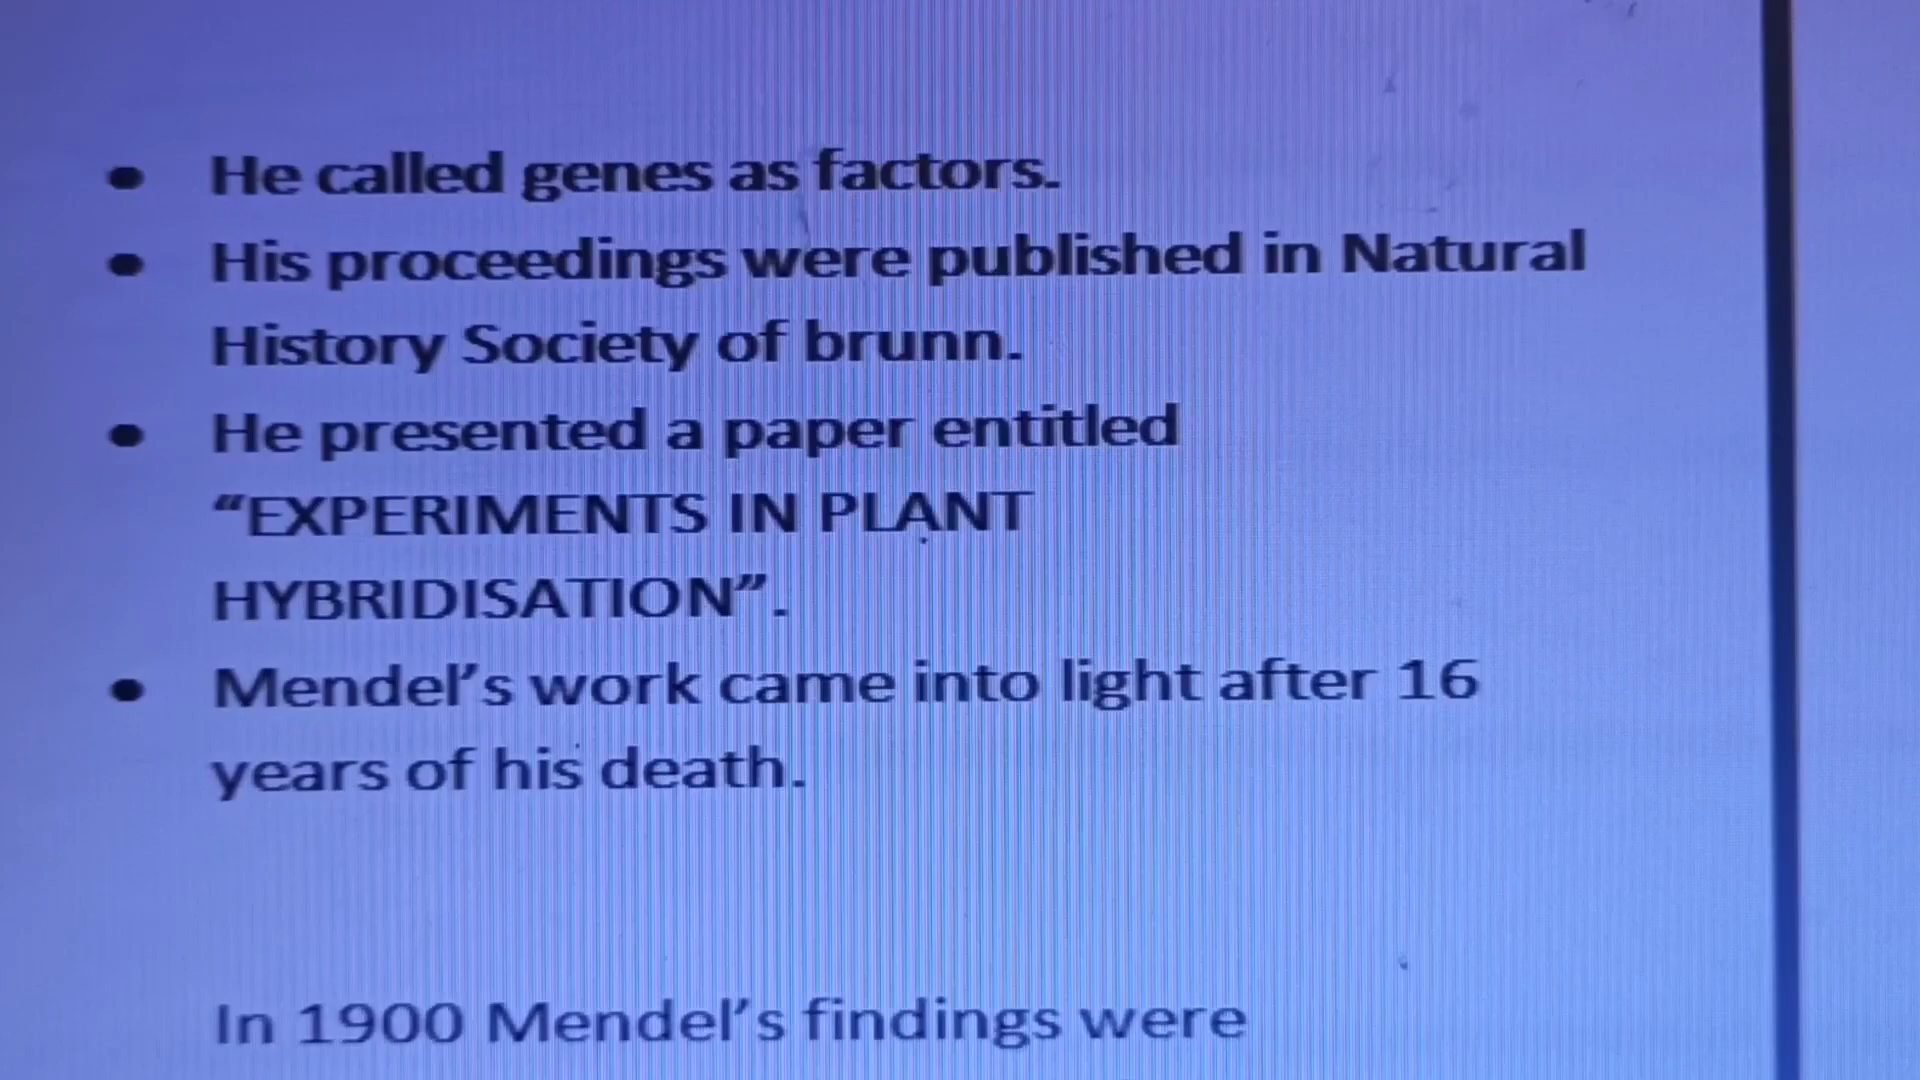 • He called genes as factors.
• His proceedings were published in Natural
History Society of brunn.
• He presented a paper entitled
“EXPERIMENTS IN PLANT
HYBRIDISATION”.
• Mendel’s work came into light after 16
years of his death.
In 1900 Mendel’s findings were